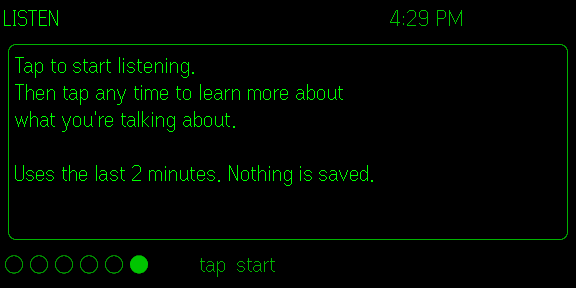 LISTEN 4:29 PM
Tap to start listening.
Then tap any time to learn more about
what you're talking about.
Uses the last 2 minutes. Nothing is saved.
tap start